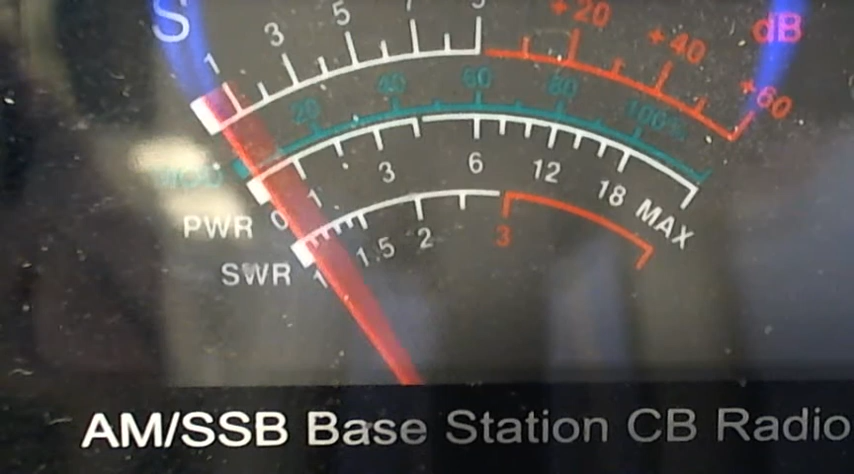 S 1 3 5 7 9 +20 +40 +60 dB
MOD 20 40 60 80 100%
PWR 0 1 3 6 12 18 MAX
SWR 1 1.5 2 3
AM/SSB Base Station CB Radio